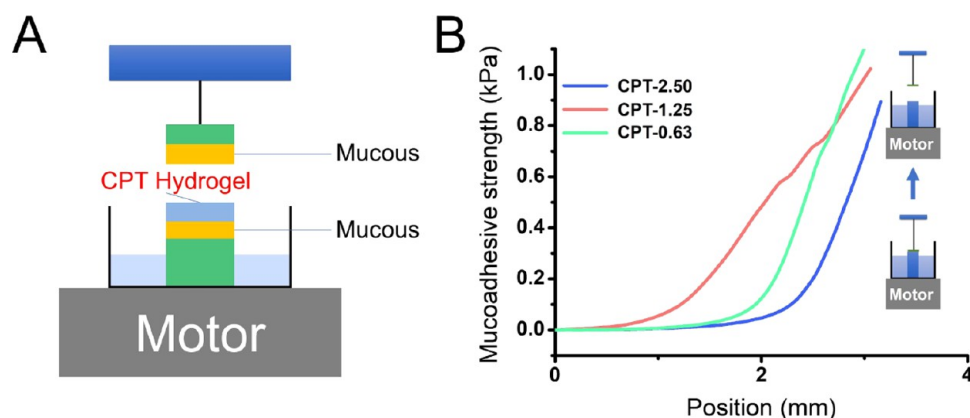 A
Mucous
CPT Hydrogel
Mucous
Motor
B
Mucoadhesive strength (kPa)
1.0
0.8
0.6
0.4
0.2
0.0
CPT-2.50
CPT-1.25
CPT-0.63
Motor
Motor
0
2
4
Position (mm)